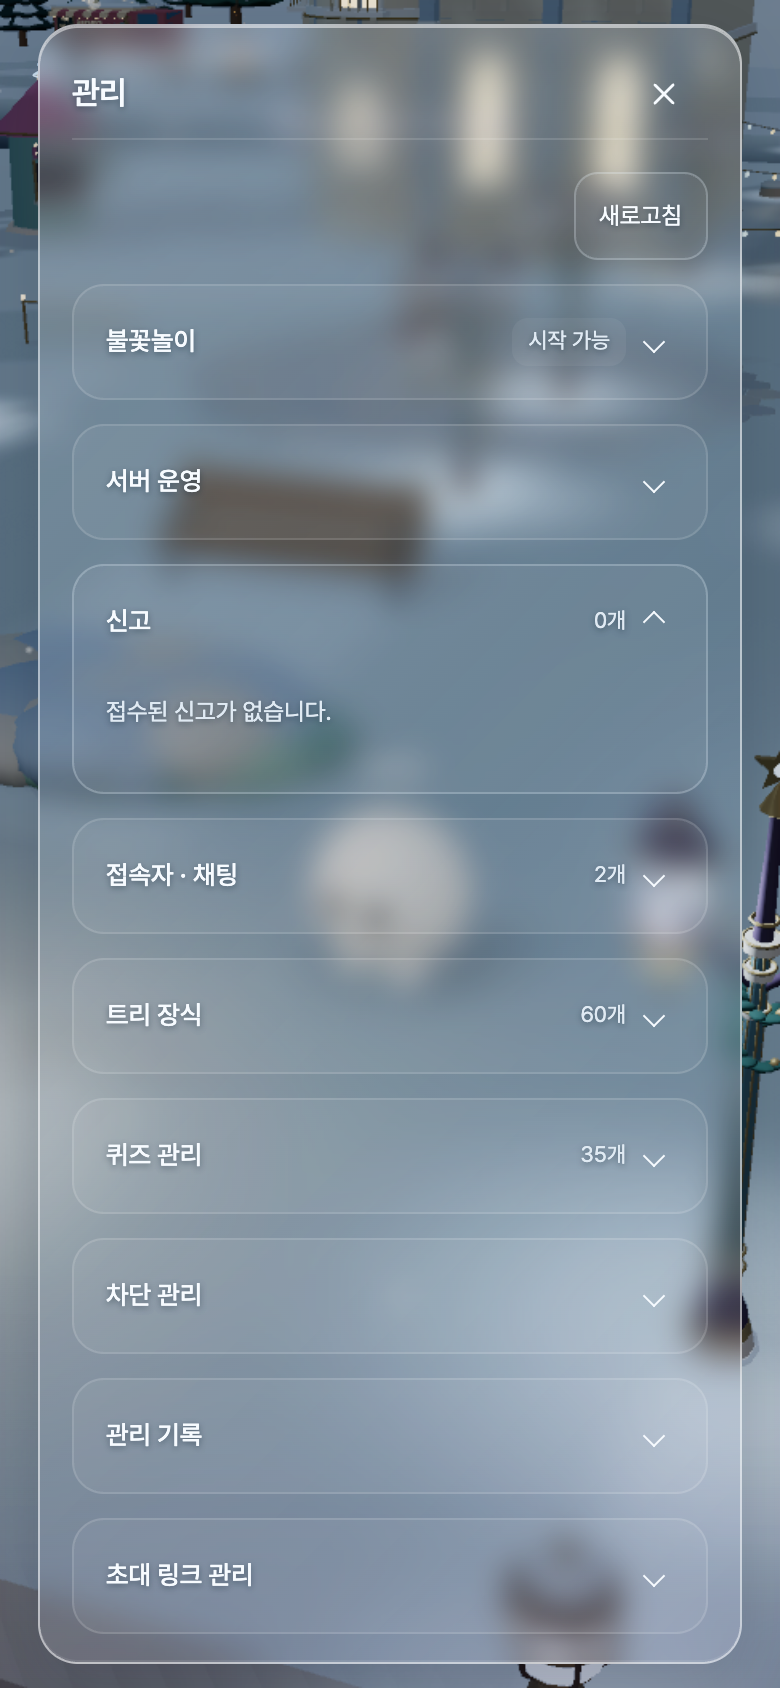 관리
새로고침
불꽃놀이 시작 가능
서버 운영
신고 0개
접수된 신고가 없습니다.
접속자 · 채팅 2개
트리 장식 60개
퀴즈 관리 35개
차단 관리
관리 기록
초대 링크 관리